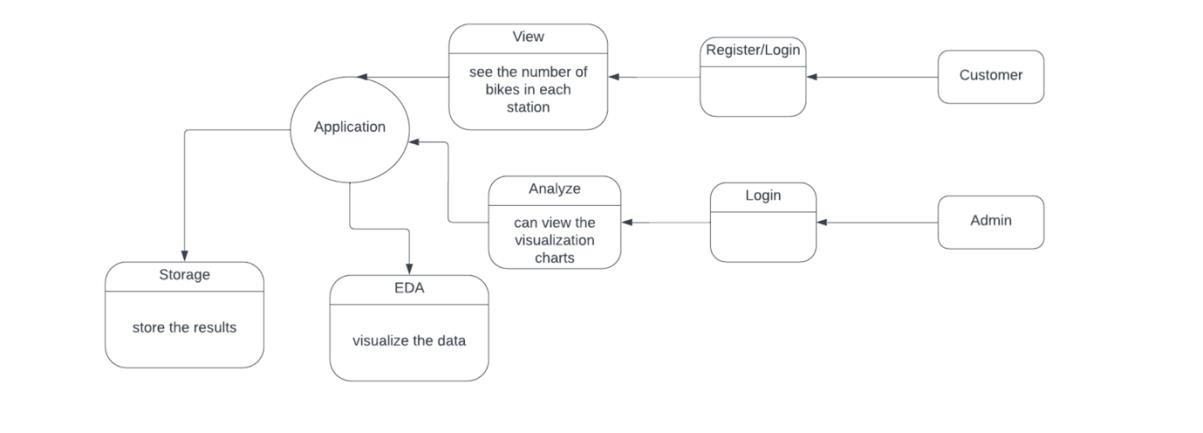 View
see the number of
bikes in each
station
Register/Login
Customer
Application
Analyze
can view the
visualization
charts
Login
Admin
Storage
store the results
EDA
visualize the data